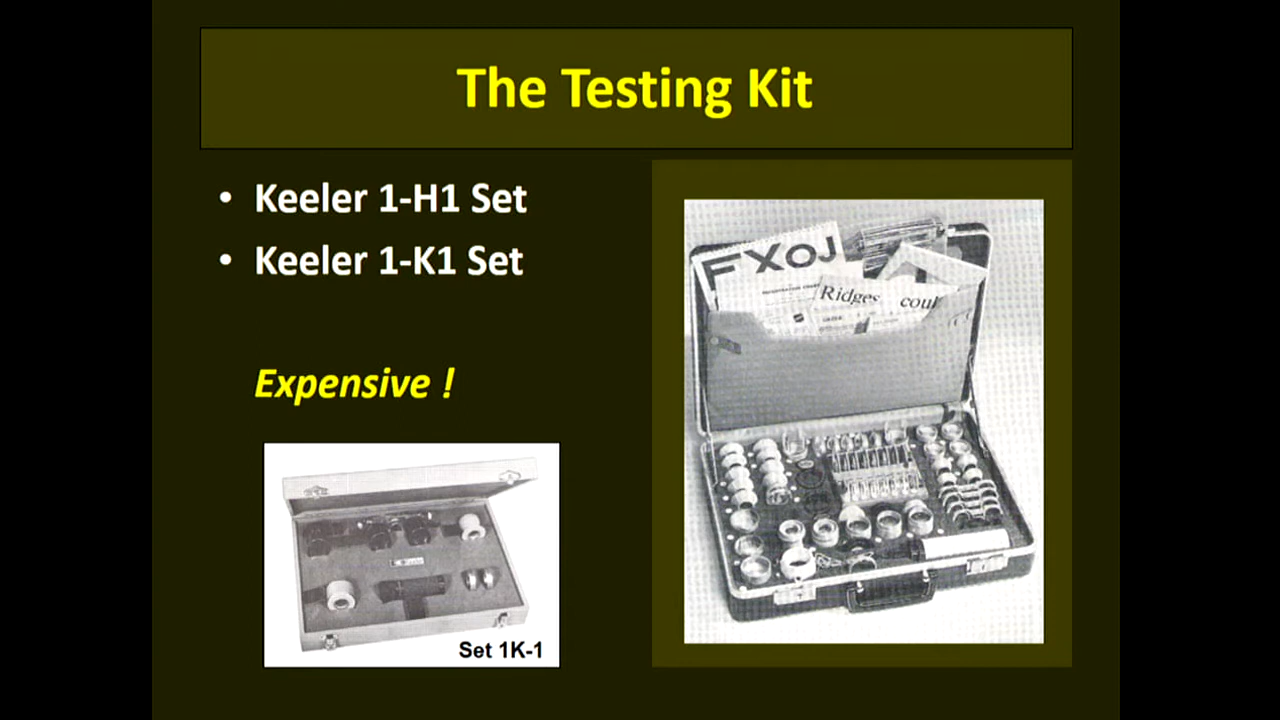 The Testing Kit
• Keeler 1-H1 Set
• Keeler 1-K1 Set
Expensive !
FXOJ
Ridges coul
Set 1K-1